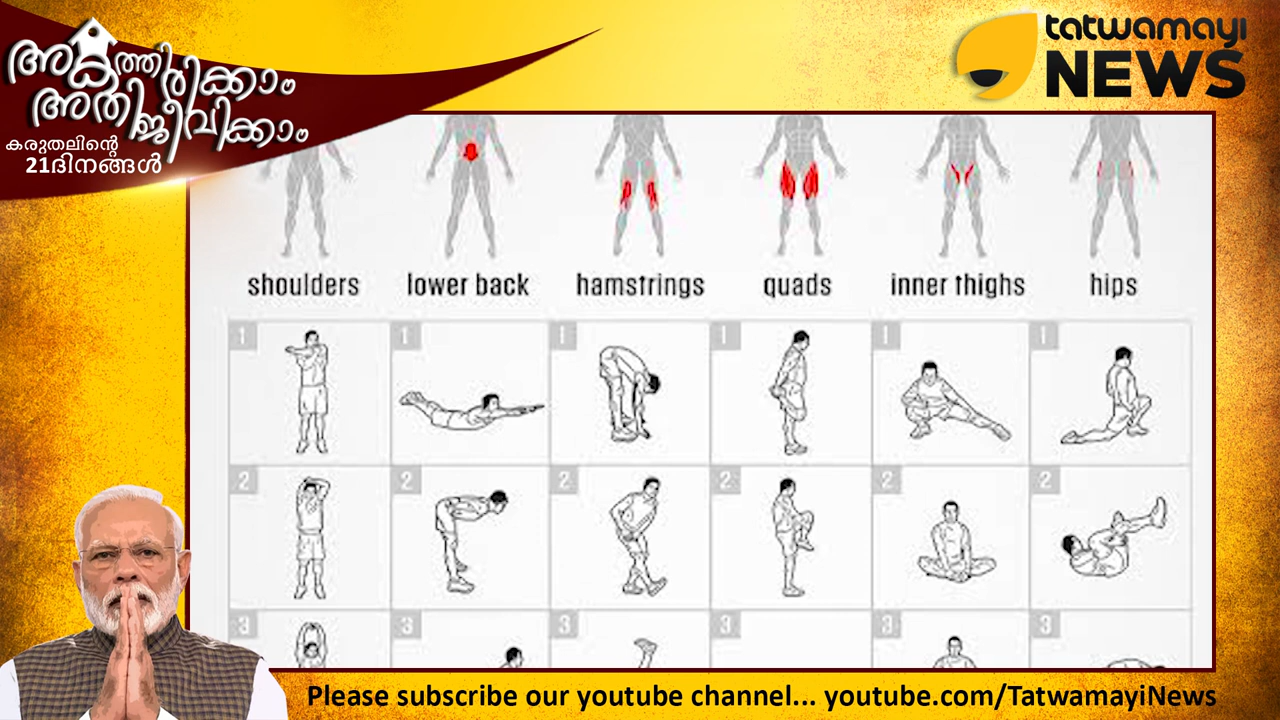 അകത്തിരിക്കാം
അതിജീവിക്കാം
കരുതലിന്റെ
21ദിനങ്ങൾ
tatwamayi
NEWS
shoulders lower back hamstrings quads inner thighs hips
1 1 1 1 1 1
2 2 2 2 2 2
3 3 3 3 3 3
Please subscribe our youtube channel... youtube.com/TatwamayiNews